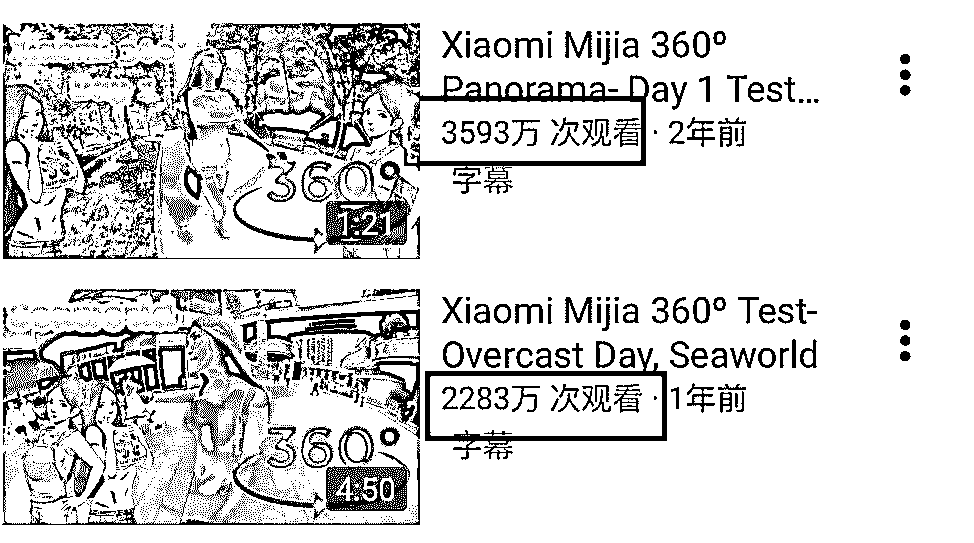 Xiaomi Mijia 360º
Panorama- Day 1 Test...
3593万 次观看 · 2年前
字幕
360°
1:21
Xiaomi Mijia 360º Test-
Overcast Day, Seaworld
2283万 次观看 · 1年前
字幕
360°
4:50